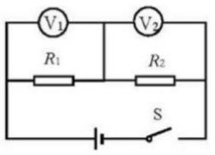 V₁ V₂
R₁ R₂
S